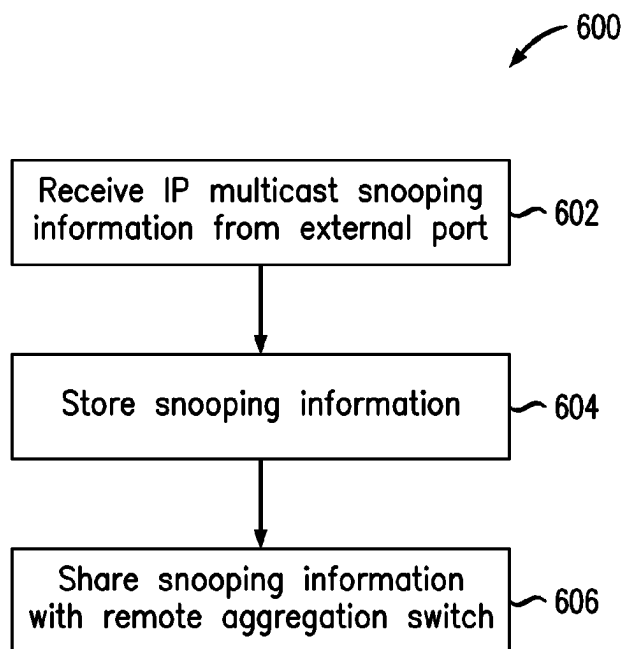 600
Receive IP multicast snooping
information from external port
602
Store snooping information
604
Share snooping information
with remote aggregation switch
606